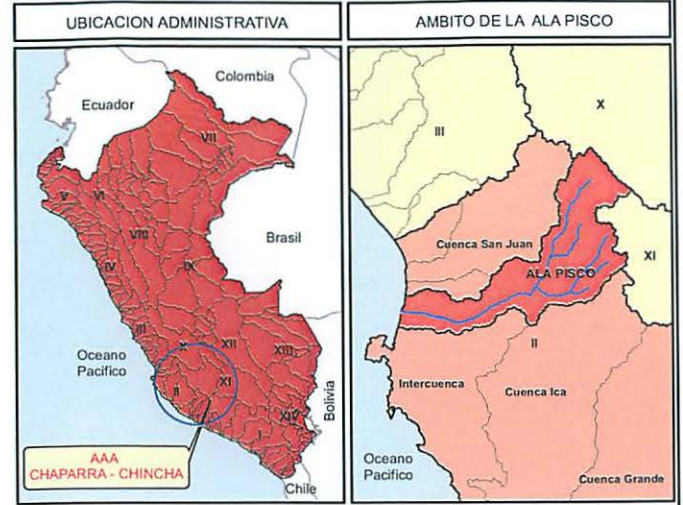 UBICACION ADMINISTRATIVA
Colombia
Ecuador
VII
V
VI
VIII
Brasil
IV
IX
III
X
XII
XIII
Oceano
Pacifico
II
XI
XIV
Bolivia
AAA
CHAPARRA - CHINCHA
Chile
AMBITO DE LA ALA PISCO
III
X
Cuenca San Juan
XI
ALA PISCO
II
Intercuenca
Cuenca Ica
Oceano
Pacifico
Cuenca Grande